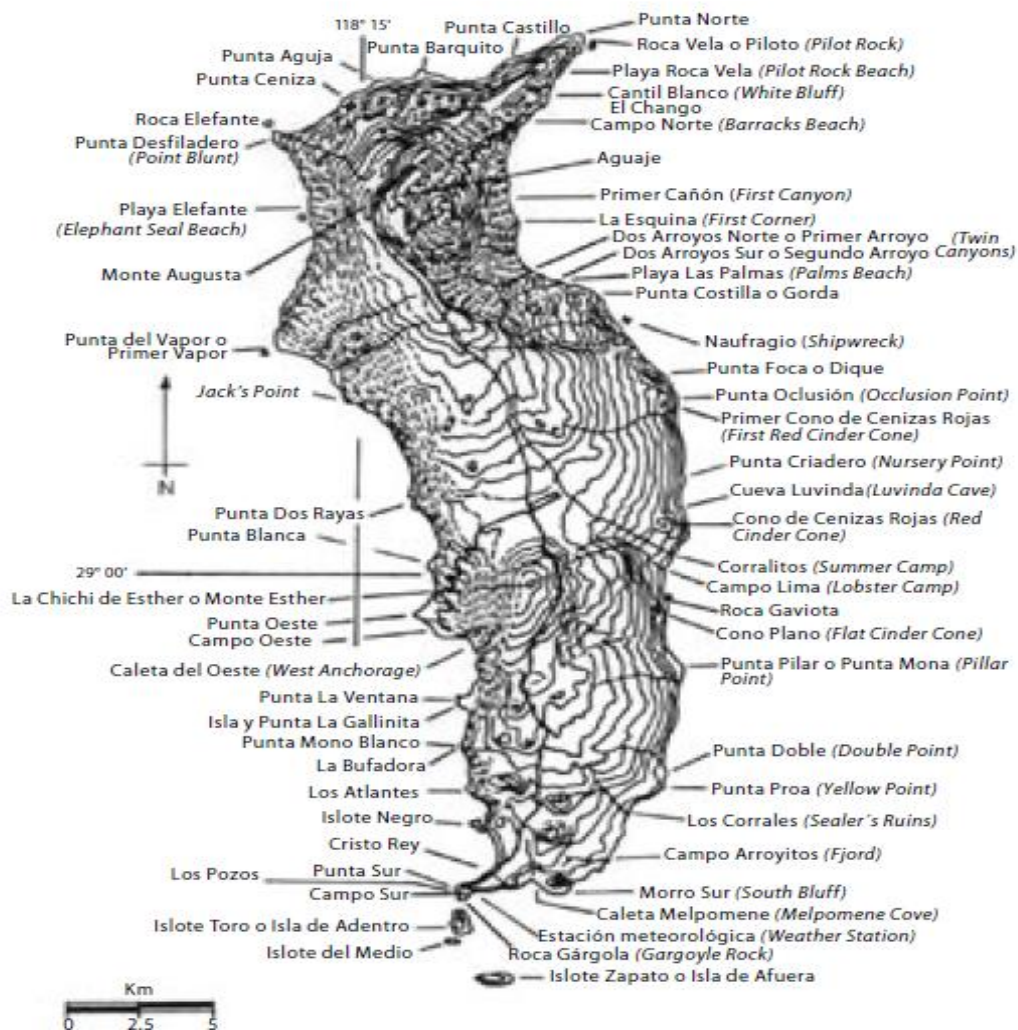 118° 15'
Punta Castillo
Punta Norte
Punta Barquito
Roca Vela o Piloto (Pilot Rock)
Punta Aguja
Playa Roca Vela (Pilot Rock Beach)
Punta Ceniza
Cantil Blanco (White Bluff)
El Chango
Roca Elefante
Campo Norte (Barracks Beach)
Punta Desfiladero
(Point Blunt)
Aguaje
Primer Cañón (First Canyon)
Playa Elefante
(Elephant Seal Beach)
La Esquina (First Corner)
Dos Arroyos Norte o Primer Arroyo (Twin
Dos Arroyos Sur o Segundo Arroyo Canyons)
Monte Augusta
Playa Las Palmas (Palms Beach)
Punta Costilla o Gorda
Punta del Vapor o
Primer Vapor
Naufragio (Shipwreck)
Punta Foca o Dique
Jack's Point
Punta Oclusión (Occlusion Point)
Primer Cono de Cenizas Rojas
(First Red Cinder Cone)
N
Punta Criadero (Nursery Point)
Cueva Luvinda(Luvinda Cave)
Punta Dos Rayas
Cono de Cenizas Rojas (Red
Cinder Cone)
Punta Blanca
29° 00'
Corralitos (Summer Camp)
Campo Lima (Lobster Camp)
La Chichi de Esther o Monte Esther
Roca Gaviota
Punta Oeste
Cono Plano (Flat Cinder Cone)
Campo Oeste
Caleta del Oeste (West Anchorage)
Punta Pilar o Punta Mona (Pillar
Point)
Punta La Ventana
Isla y Punta La Gallinita
Punta Mono Blanco
Punta Doble (Double Point)
La Bufadora
Los Atlantes
Punta Proa (Yellow Point)
Islote Negro
Los Corrales (Sealer´s Ruins)
Cristo Rey
Campo Arroyitos (Fjord)
Punta Sur
Los Pozos
Campo Sur
Morro Sur (South Bluff)
Caleta Melpomene (Melpomene Cove)
Islote Toro o Isla de Adentro
Estación meteorológica (Weather Station)
Islote del Medio
Roca Gárgola (Gargoyle Rock)
Islote Zapato o Isla de Afuera
Km
0 2.5 5